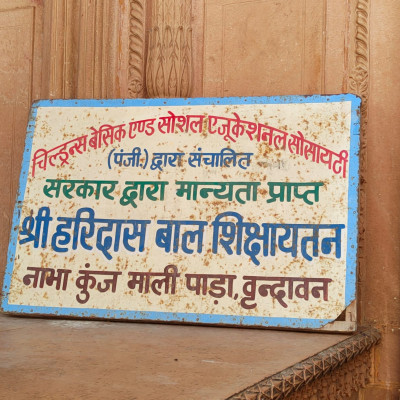 चिल्ड्रन्स बेसिक एण्ड सोशल एजूकेशनल सोसायटी
(पंजी.) द्वारा संचालित
सरकार द्वारा मान्यता प्राप्त
श्री हरिदास बाल शिक्षायतन
नाभा कुंज माली पाड़ा, वृन्दावन